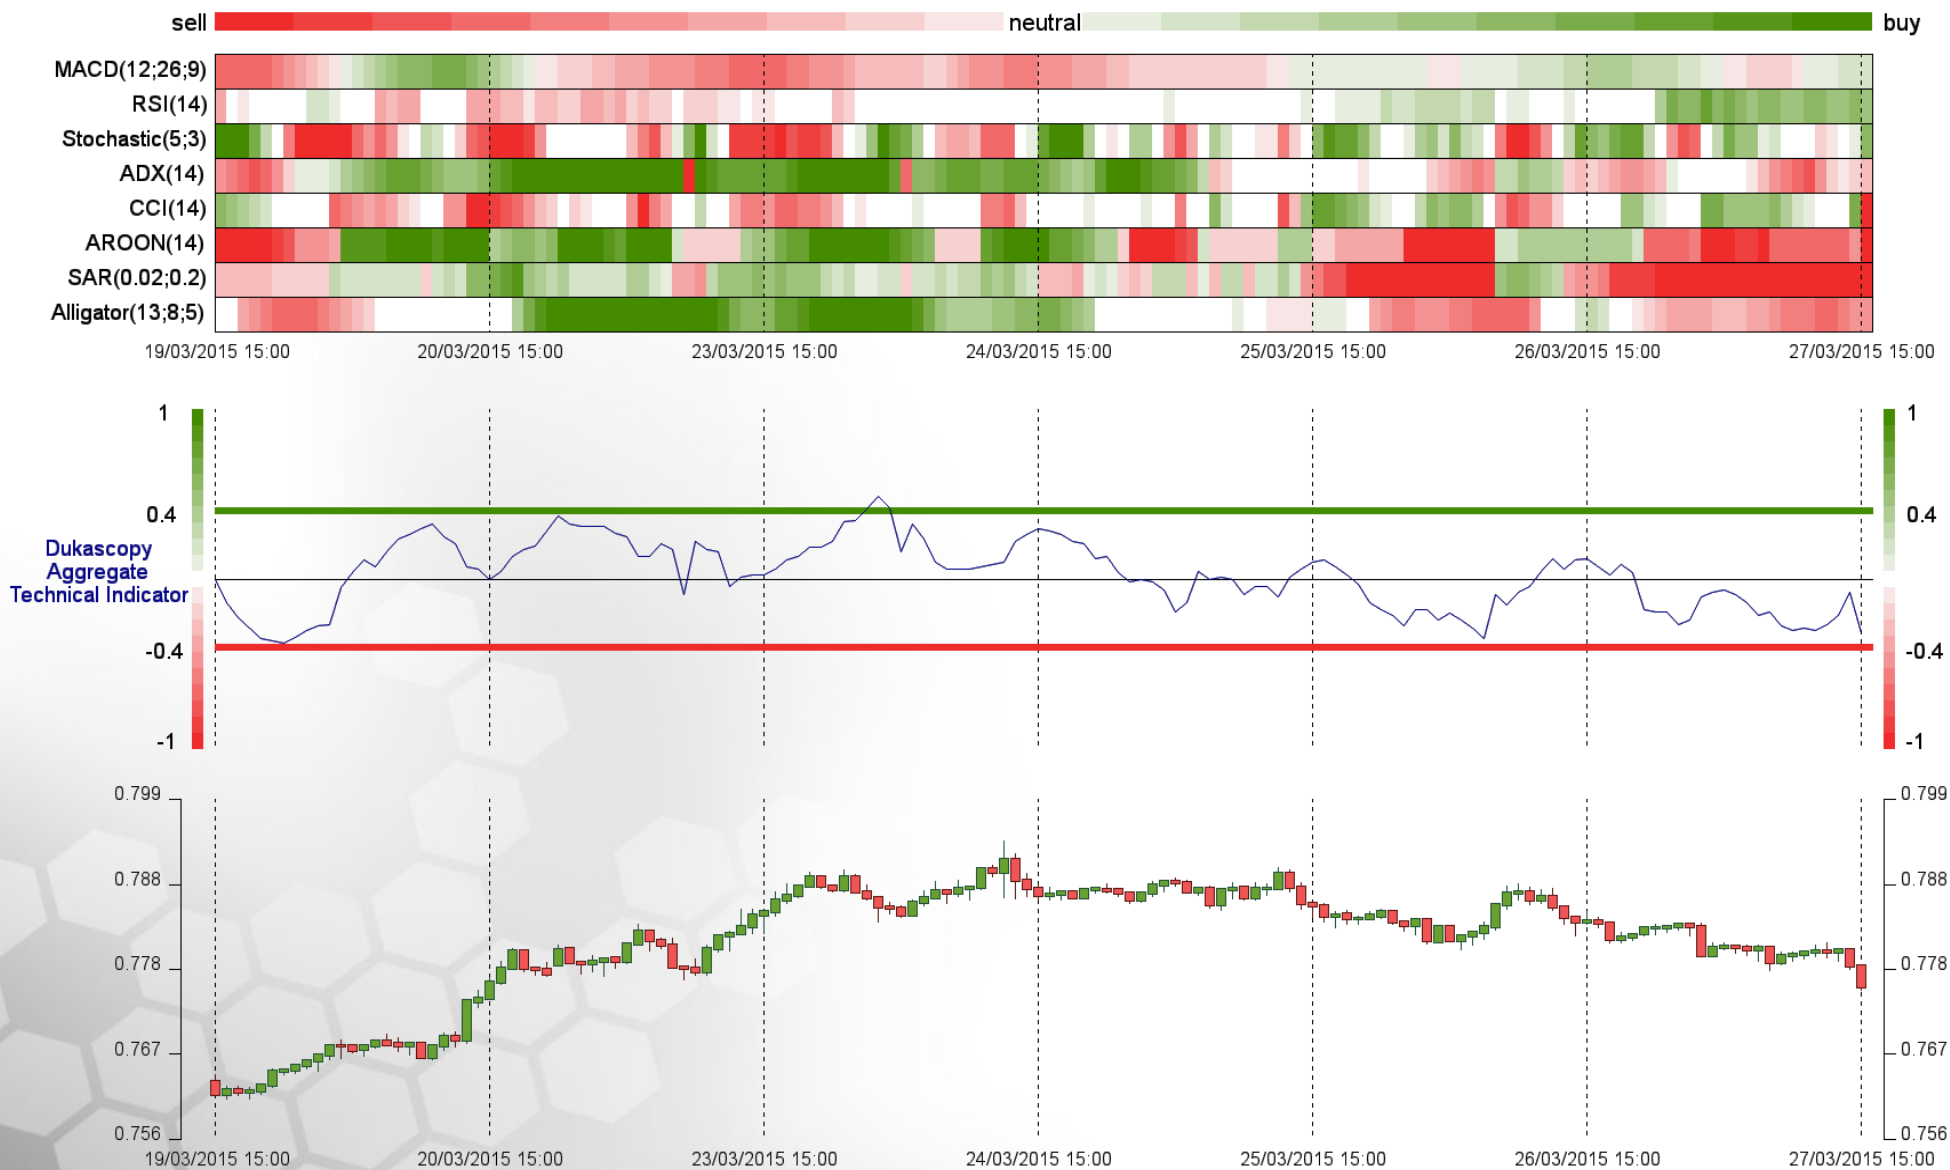 sell neutral buy
MACD(12;26;9)
RSI(14)
Stochastic(5;3)
ADX(14)
CCI(14)
AROON(14)
SAR(0.02;0.2)
Alligator(13;8;5)
19/03/2015 15:00 20/03/2015 15:00 23/03/2015 15:00 24/03/2015 15:00 25/03/2015 15:00 26/03/2015 15:00 27/03/2015 15:00
1 1
0.4 0.4
Dukascopy
Aggregate
Technical Indicator
-0.4 -0.4
-1 -1
0.799 0.799
0.788 0.788
0.778 0.778
0.767 0.767
0.756 0.756
19/03/2015 15:00 20/03/2015 15:00 23/03/2015 15:00 24/03/2015 15:00 25/03/2015 15:00 26/03/2015 15:00 27/03/2015 15:00